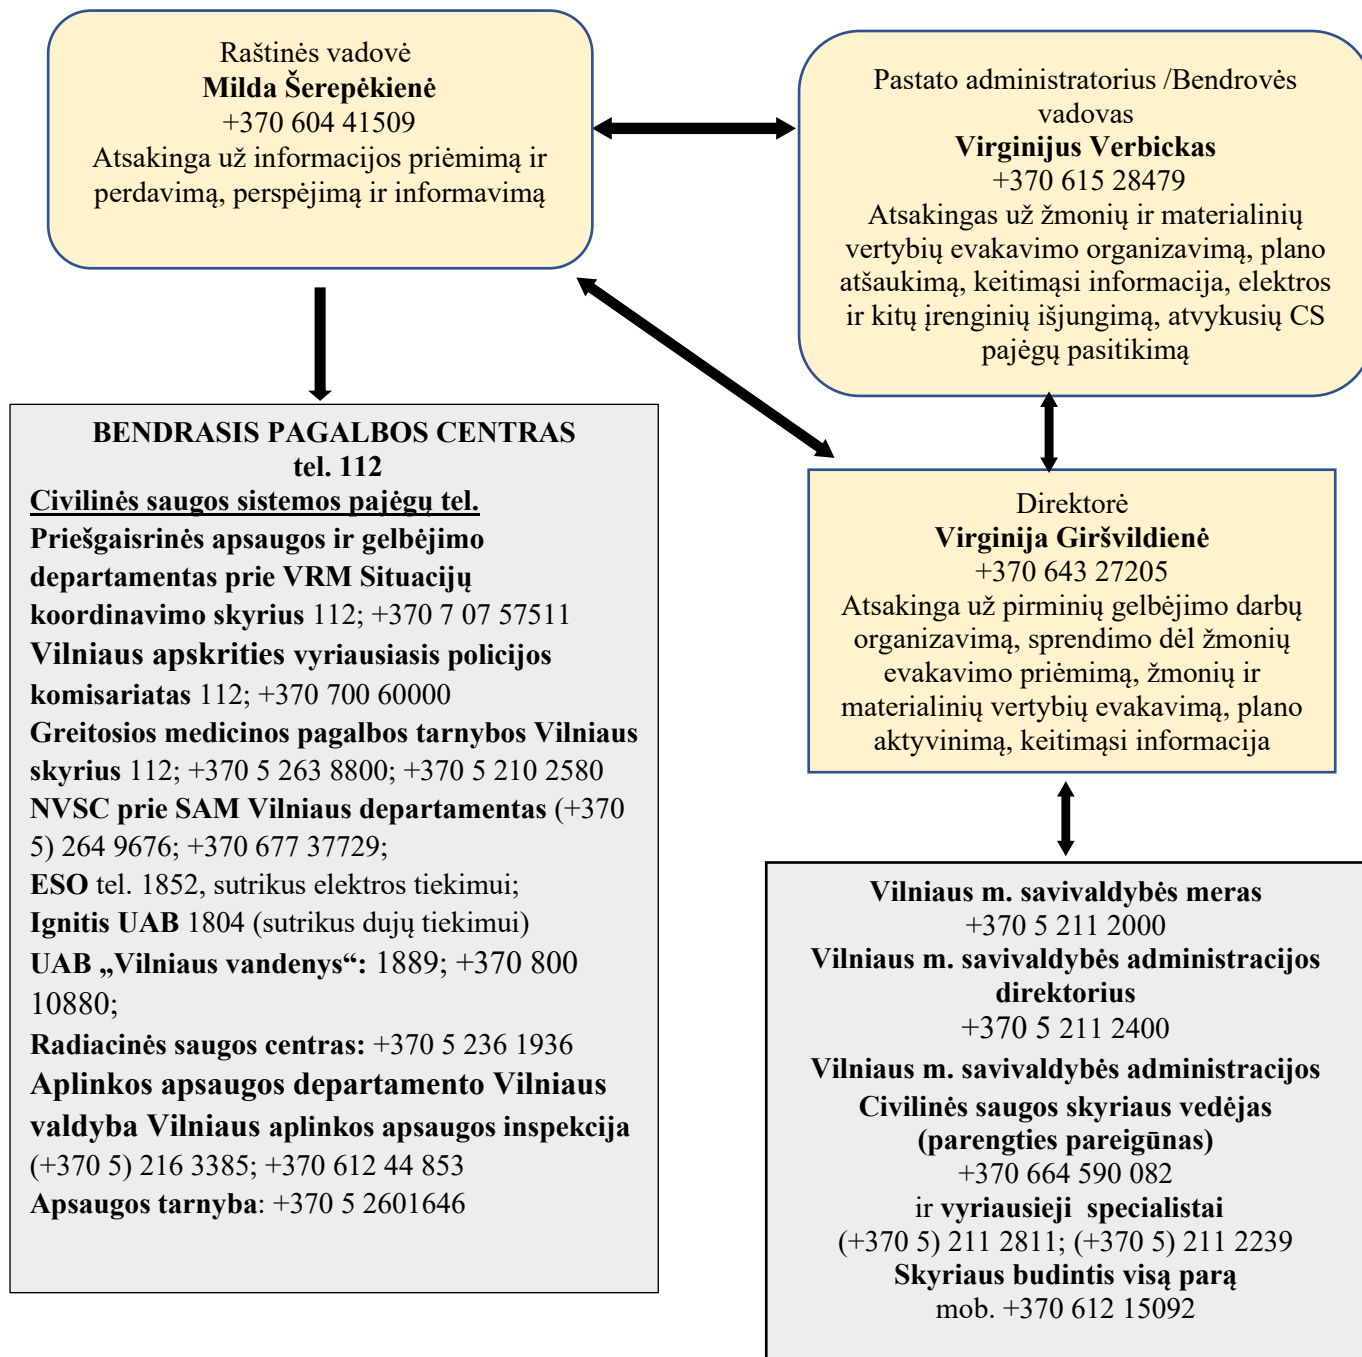 Raštinės vadovė
Milda Šerepėkienė
+370 604 41509
Atsakinga už informacijos priėmimą ir
perdavimą, perspėjimą ir informavimą
Pastato administratorius /Bendrovės
vadovas
Virginijus Verbickas
+370 615 28479
Atsakingas už žmonių ir materialinių
vertybių evakavimo organizavimą, plano
atšaukimą, keitimąsi informacija, elektros
ir kitų įrenginių išjungimą, atvykusių CS
pajėgų pasitikimą
BENDRASIS PAGALBOS CENTRAS
tel. 112
Civilinės saugos sistemos pajėgų tel.
Priešgaisrinės apsaugos ir gelbėjimo
departamentas prie VRM Situacijų
koordinavimo skyrius 112; +370 7 07 57511
Vilniaus apskrities vyriausiasis policijos
komisariatas 112; +370 700 60000
Greitosios medicinos pagalbos tarnybos Vilniaus
skyrius 112; +370 5 263 8800; +370 5 210 2580
NVSC prie SAM Vilniaus departamentas (+370
5) 264 9676; +370 677 37729;
ESO tel. 1852, sutrikus elektros tiekimui;
Ignitis UAB 1804 (sutrikus dujų tiekimui)
UAB „Vilniaus vandenys“: 1889; +370 800
10880;
Radiacinės saugos centras: +370 5 236 1936
Aplinkos apsaugos departamento Vilniaus
valdyba Vilniaus aplinkos apsaugos inspekcija
(+370 5) 216 3385; +370 612 44 853
Apsaugos tarnyba: +370 5 2601646
Direktorė
Virginija Giršvildienė
+370 643 27205
Atsakinga už pirminių gelbėjimo darbų
organizavimą, sprendimo dėl žmonių
evakavimo priėmimą, žmonių ir
materialinių vertybių evakavimą, plano
aktyvinimą, keitimąsi informacija
Vilniaus m. savivaldybės meras
+370 5 211 2000
Vilniaus m. savivaldybės administracijos
direktorius
+370 5 211 2400
Vilniaus m. savivaldybės administracijos
Civilinės saugos skyriaus vedėjas
(parengties pareigūnas)
+370 664 590 082
ir vyriausieji specialistai
(+370 5) 211 2811; (+370 5) 211 2239
Skyriaus budintis visą parą
mob. +370 612 15092